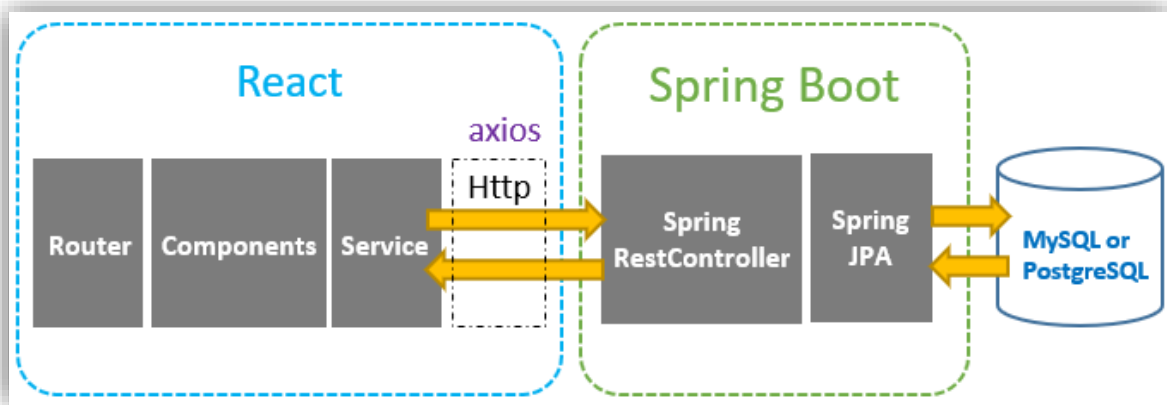 React
Spring Boot
axios
Http
Router
Components
Service
Spring
RestController
Spring
JPA
MySQL or
PostgreSQL